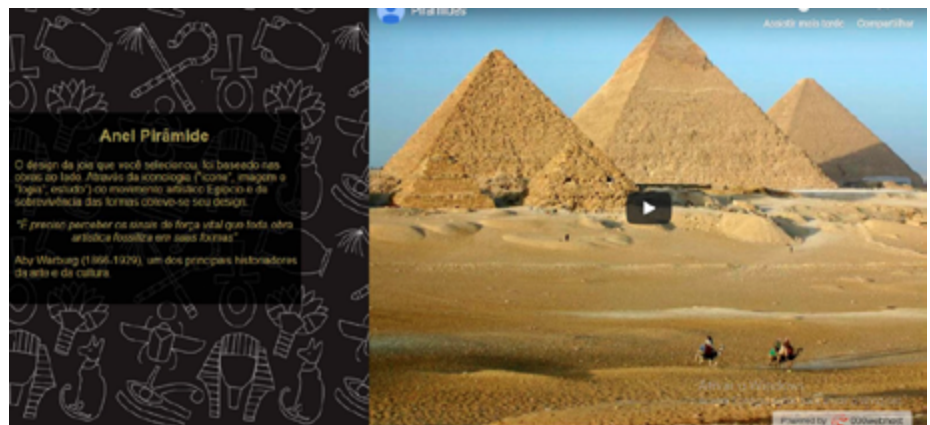 Anel Pirâmide
O design da joia que você selecionou, foi baseado nas
obras ao lado. Através da iconologia ("icone", imagem e
"logia", estudo") do movimento artístico Egípcio e da
sobrevivência das formas obteve-se seu design.
"É preciso perceber os sinais de força vital que toda obra
artística fossiliza em suas formas"
Aby Warburg (1866-1929), um dos principais historiadores
da arte e da cultura
Pirâmides
Assistir mais tarde Compartilhar
Powered by 000webhost